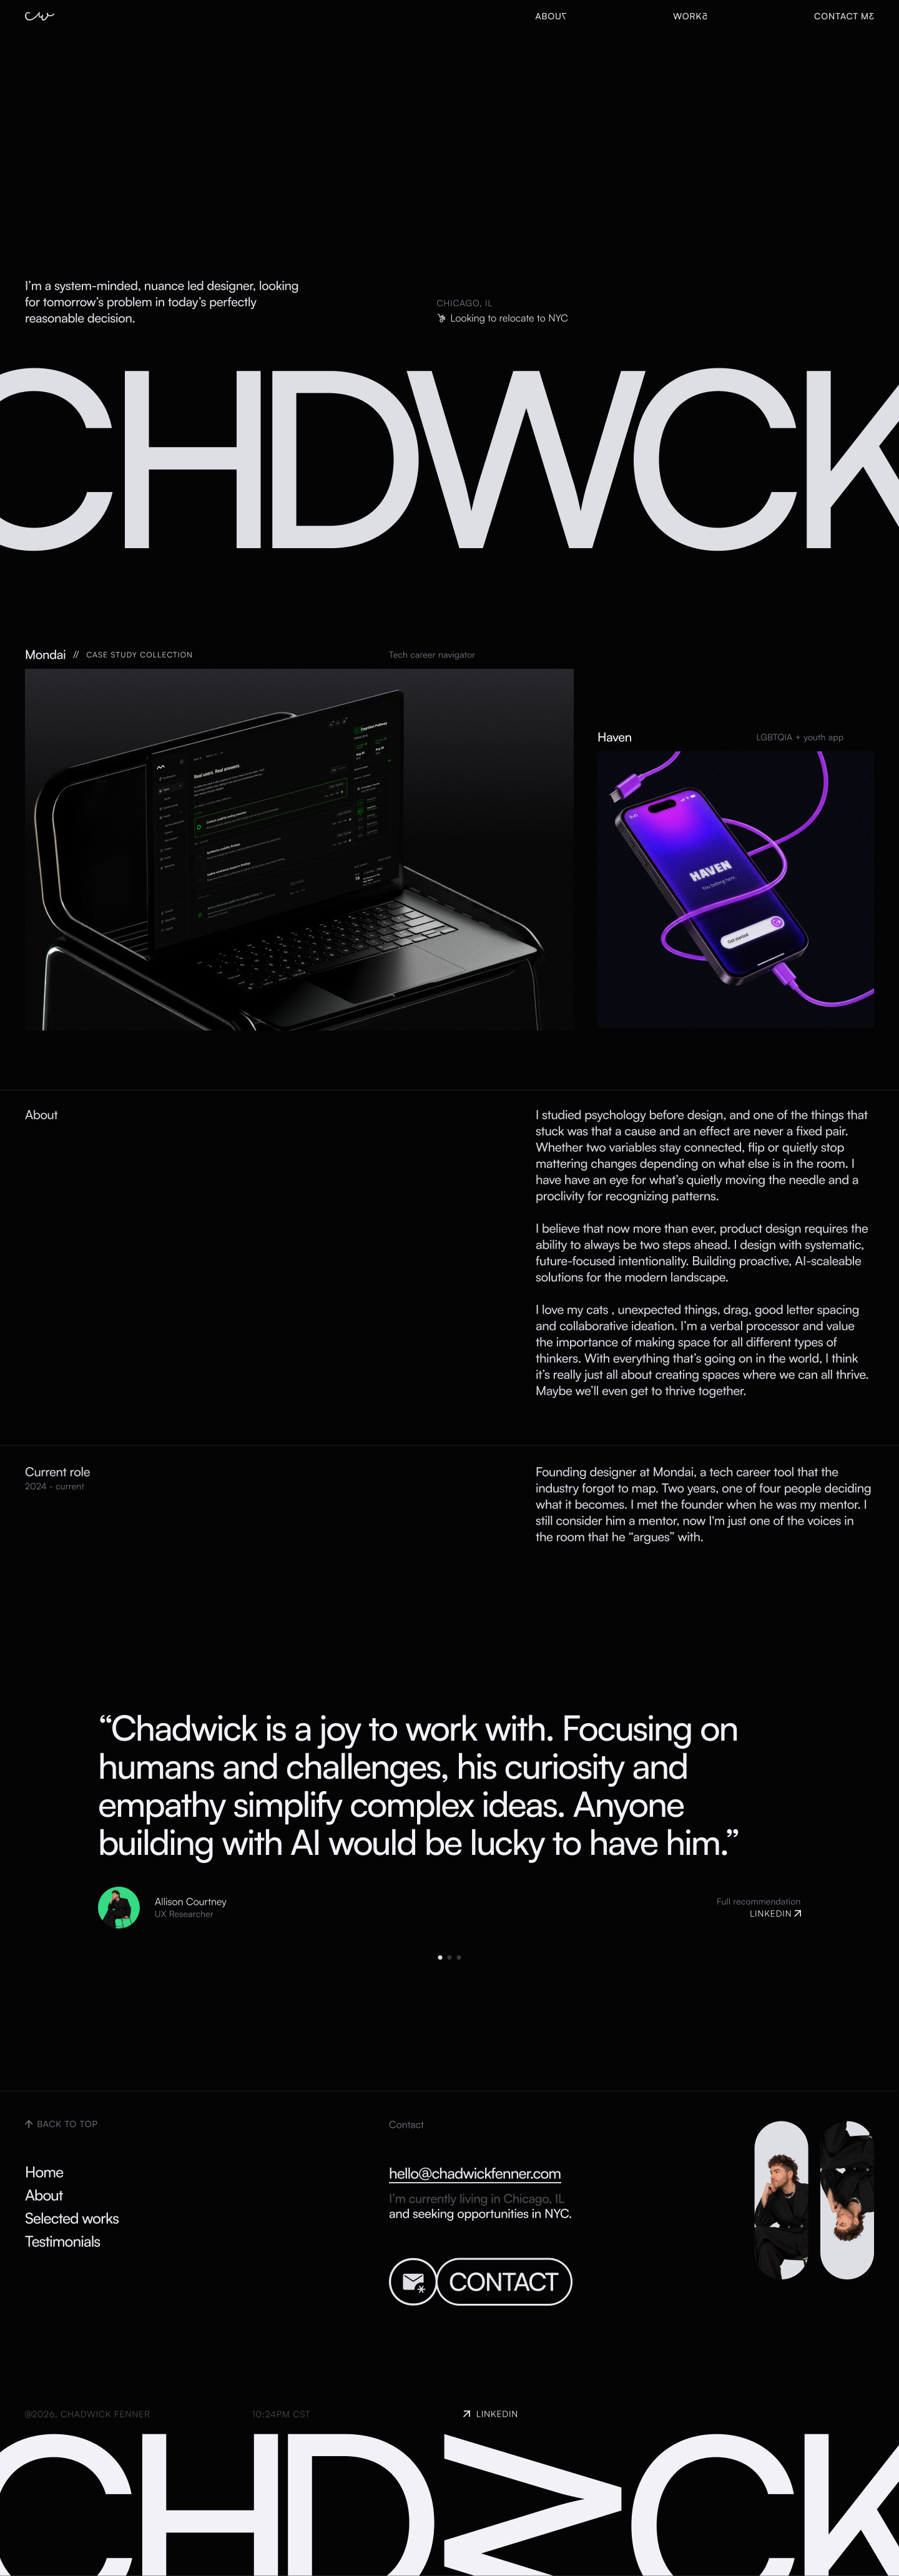 cw
ABOUT
WORKS
CONTACT ME
I’m a system-minded, nuance led designer, looking
for tomorrow’s problem in today’s perfectly
reasonable decision.
CHICAGO, IL
Looking to relocate to NYC
CHDWCK
Mondai // CASE STUDY COLLECTION
Tech career navigator
Real users. Real answers.
Haven
LGBTQIA + youth app
HAVEN
You belong here.
Get started
About
I studied psychology before design, and one of the things that
stuck was that a cause and an effect are never a fixed pair.
Whether two variables stay connected, flip or quietly stop
mattering changes depending on what else is in the room. I
have have an eye for what’s quietly moving the needle and a
proclivity for recognizing patterns.
I believe that now more than ever, product design requires the
ability to always be two steps ahead. I design with systematic,
future-focused intentionality. Building proactive, AI-scaleable
solutions for the modern landscape.
I love my cats , unexpected things, drag, good letter spacing
and collaborative ideation. I’m a verbal processor and value
the importance of making space for all different types of
thinkers. With everything that’s going on in the world, I think
it’s really just all about creating spaces where we can all thrive.
Maybe we’ll even get to thrive together.
Current role
2024 - current
Founding designer at Mondai, a tech career tool that the
industry forgot to map. Two years, one of four people deciding
what it becomes. I met the founder when he was my mentor. I
still consider him a mentor, now I'm just one of the voices in
the room that he “argues” with.
“Chadwick is a joy to work with. Focusing on
humans and challenges, his curiosity and
empathy simplify complex ideas. Anyone
building with AI would be lucky to have him.”
Allison Courtney
UX Researcher
Full recommendation
LINKEDIN
BACK TO TOP
Home
About
Selected works
Testimonials
Contact
hello@chadwickfenner.com
I’m currently living in Chicago, IL
and seeking opportunities in NYC.
CONTACT
@2026, CHADWICK FENNER
10:24PM CST
LINKEDIN
CHDWCK